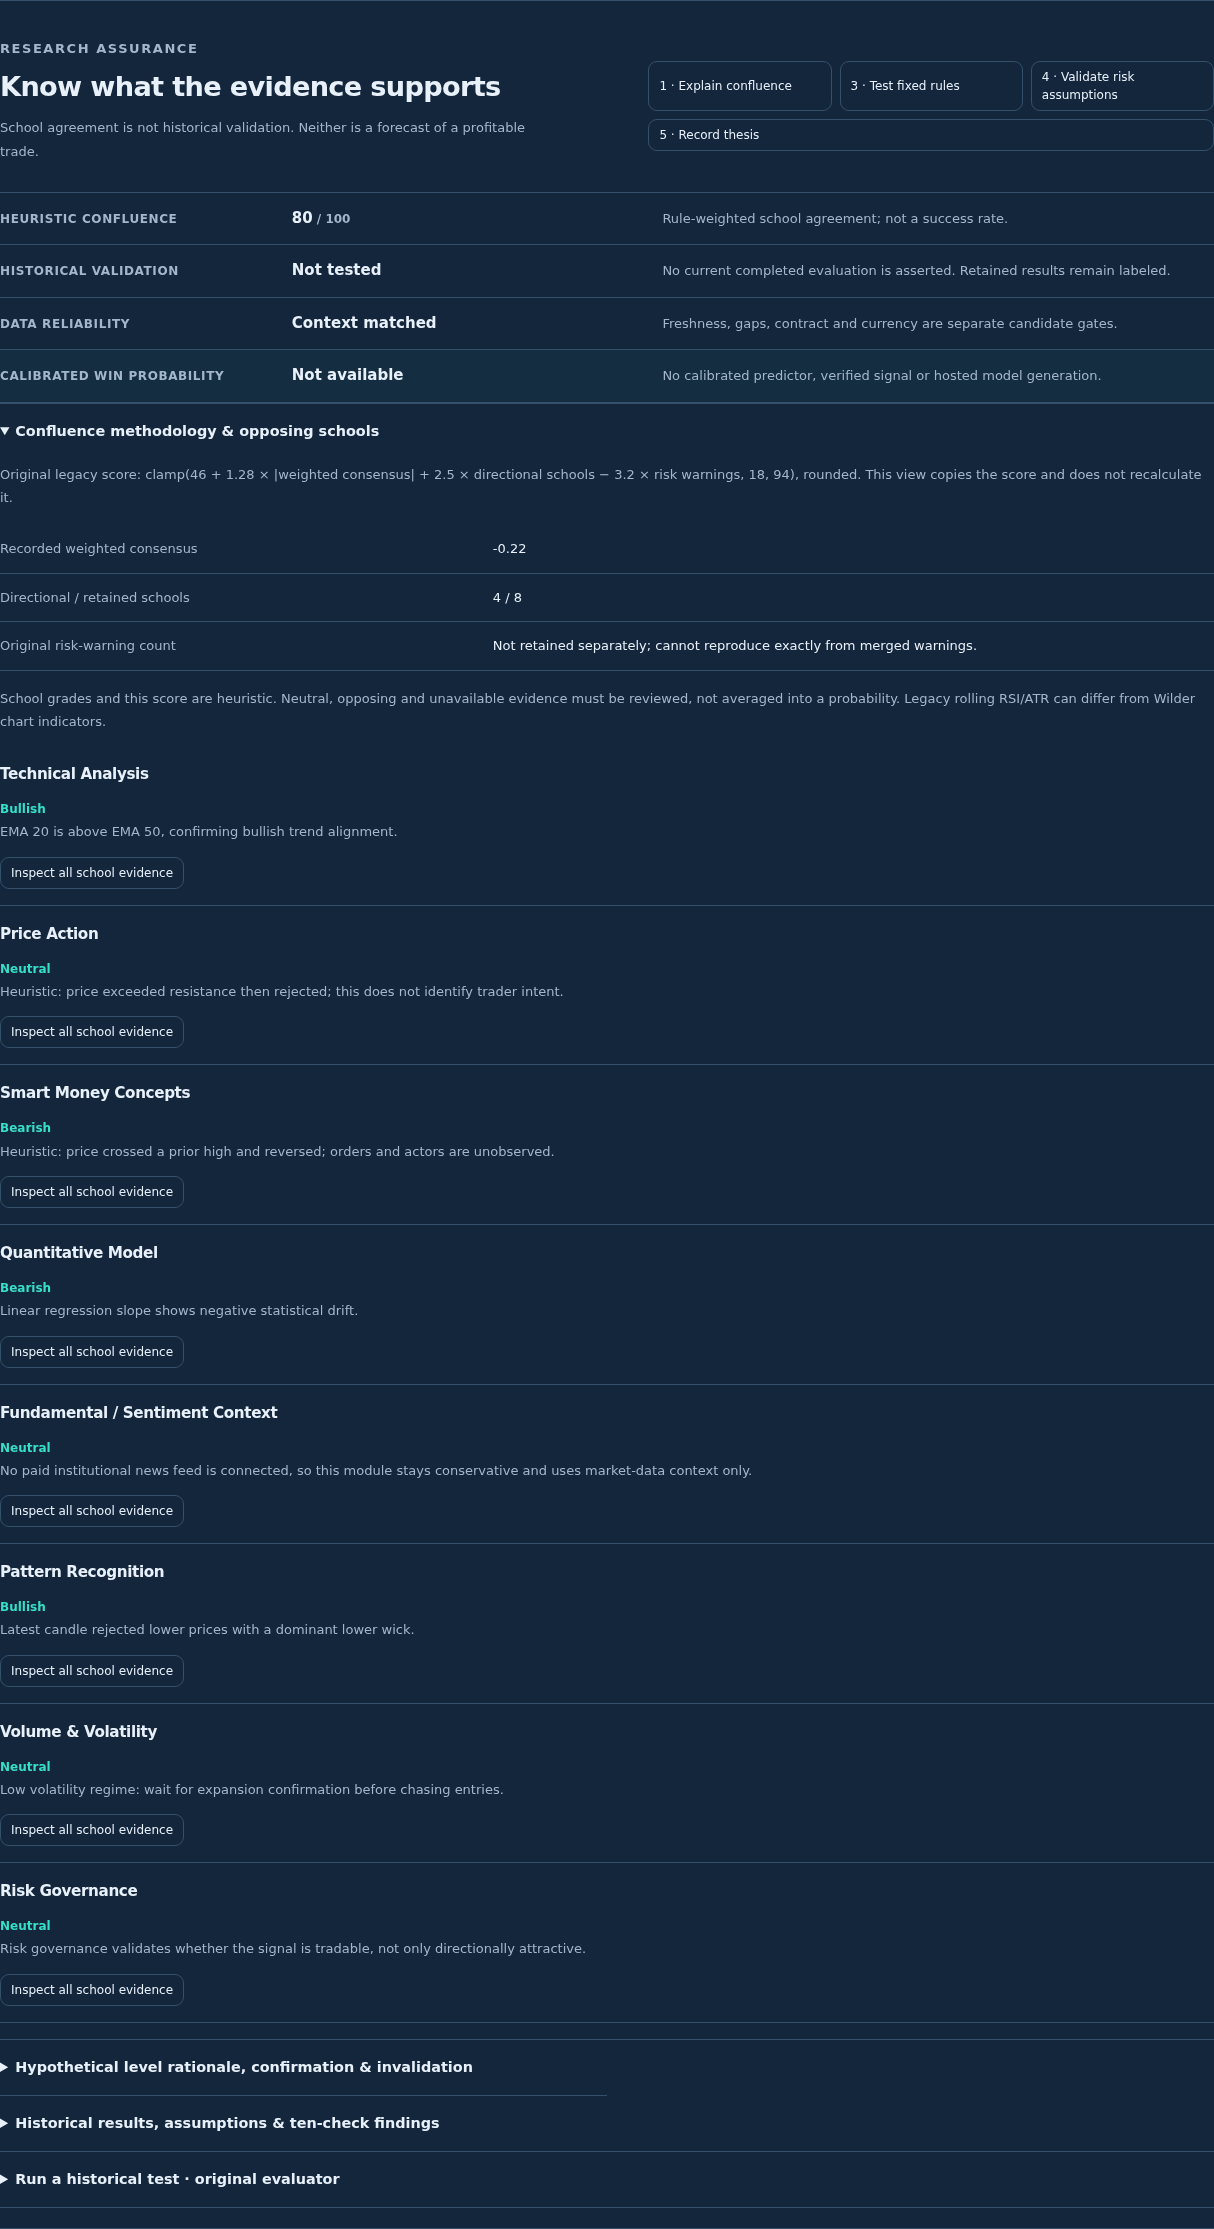 RESEARCH ASSURANCE
Know what the evidence supports
School agreement is not historical validation. Neither is a forecast of a profitable
trade.
1 · Explain confluence
3 · Test fixed rules
4 · Validate risk
assumptions
5 · Record thesis
HEURISTIC CONFLUENCE
80 / 100
Rule-weighted school agreement; not a success rate.
HISTORICAL VALIDATION
Not tested
No current completed evaluation is asserted. Retained results remain labeled.
DATA RELIABILITY
Context matched
Freshness, gaps, contract and currency are separate candidate gates.
CALIBRATED WIN PROBABILITY
Not available
No calibrated predictor, verified signal or hosted model generation.
▼ Confluence methodology & opposing schools
Original legacy score: clamp(46 + 1.28 × |weighted consensus| + 2.5 × directional schools − 3.2 × risk warnings, 18, 94), rounded. This view copies the score and does not recalculate
it.
Recorded weighted consensus
-0.22
Directional / retained schools
4 / 8
Original risk-warning count
Not retained separately; cannot reproduce exactly from merged warnings.
School grades and this score are heuristic. Neutral, opposing and unavailable evidence must be reviewed, not averaged into a probability. Legacy rolling RSI/ATR can differ from Wilder
chart indicators.
Technical Analysis
Bullish
EMA 20 is above EMA 50, confirming bullish trend alignment.
Inspect all school evidence
Price Action
Neutral
Heuristic: price exceeded resistance then rejected; this does not identify trader intent.
Inspect all school evidence
Smart Money Concepts
Bearish
Heuristic: price crossed a prior high and reversed; orders and actors are unobserved.
Inspect all school evidence
Quantitative Model
Bearish
Linear regression slope shows negative statistical drift.
Inspect all school evidence
Fundamental / Sentiment Context
Neutral
No paid institutional news feed is connected, so this module stays conservative and uses market-data context only.
Inspect all school evidence
Pattern Recognition
Bullish
Latest candle rejected lower prices with a dominant lower wick.
Inspect all school evidence
Volume & Volatility
Neutral
Low volatility regime: wait for expansion confirmation before chasing entries.
Inspect all school evidence
Risk Governance
Neutral
Risk governance validates whether the signal is tradable, not only directionally attractive.
Inspect all school evidence
▶ Hypothetical level rationale, confirmation & invalidation
▶ Historical results, assumptions & ten-check findings
▶ Run a historical test · original evaluator